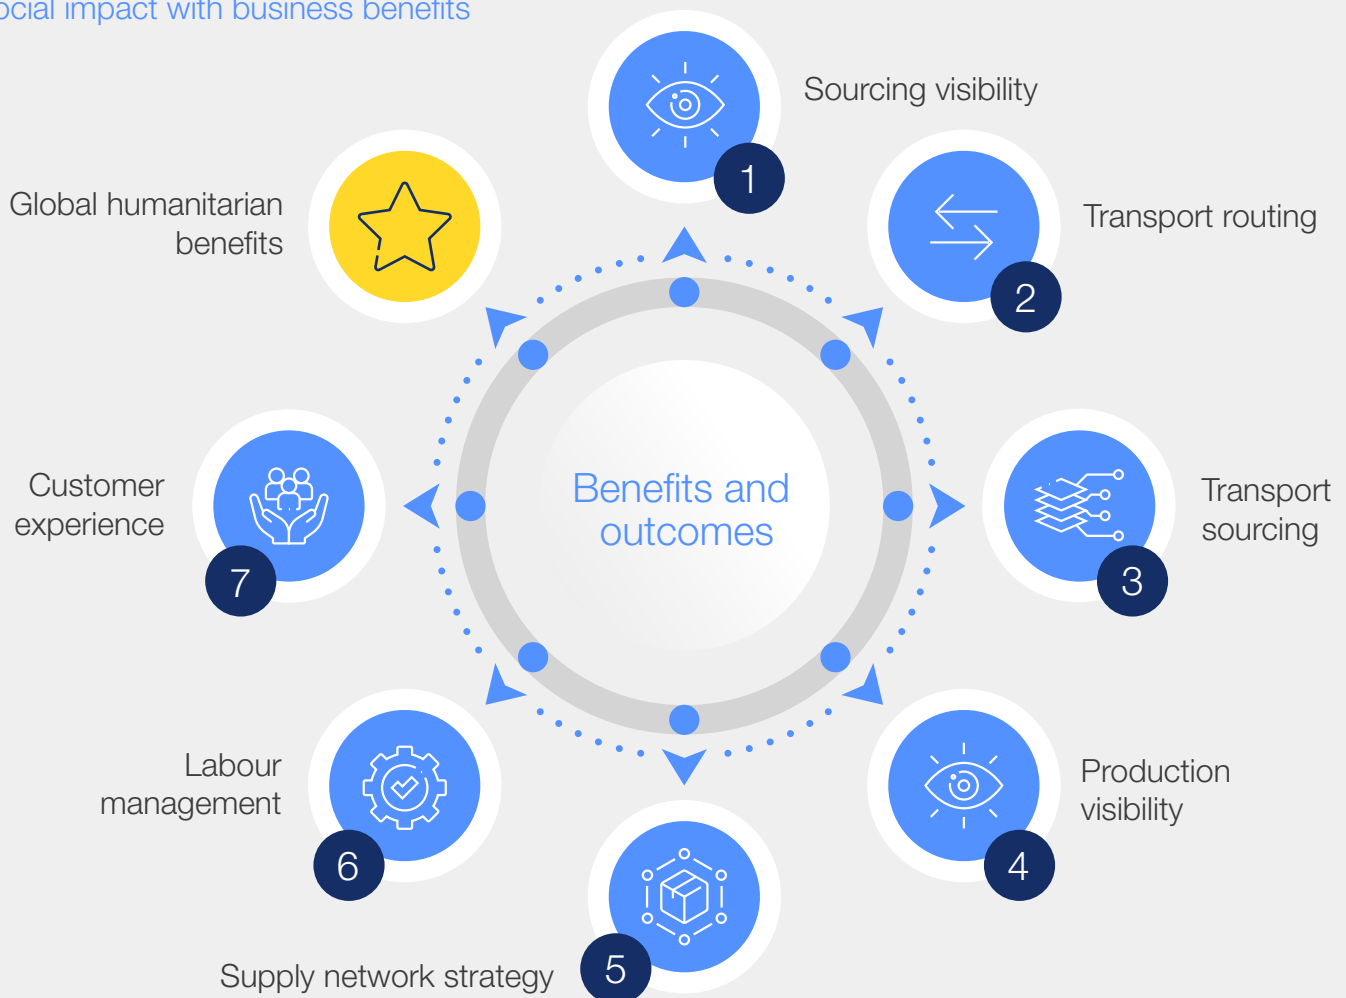 social impact with business benefits
1
Sourcing visibility
2
Transport routing
3
Transport
sourcing
4
Production
visibility
5
Supply network strategy
6
Labour
management
7
Customer
experience
Global humanitarian
benefits
Benefits and
outcomes